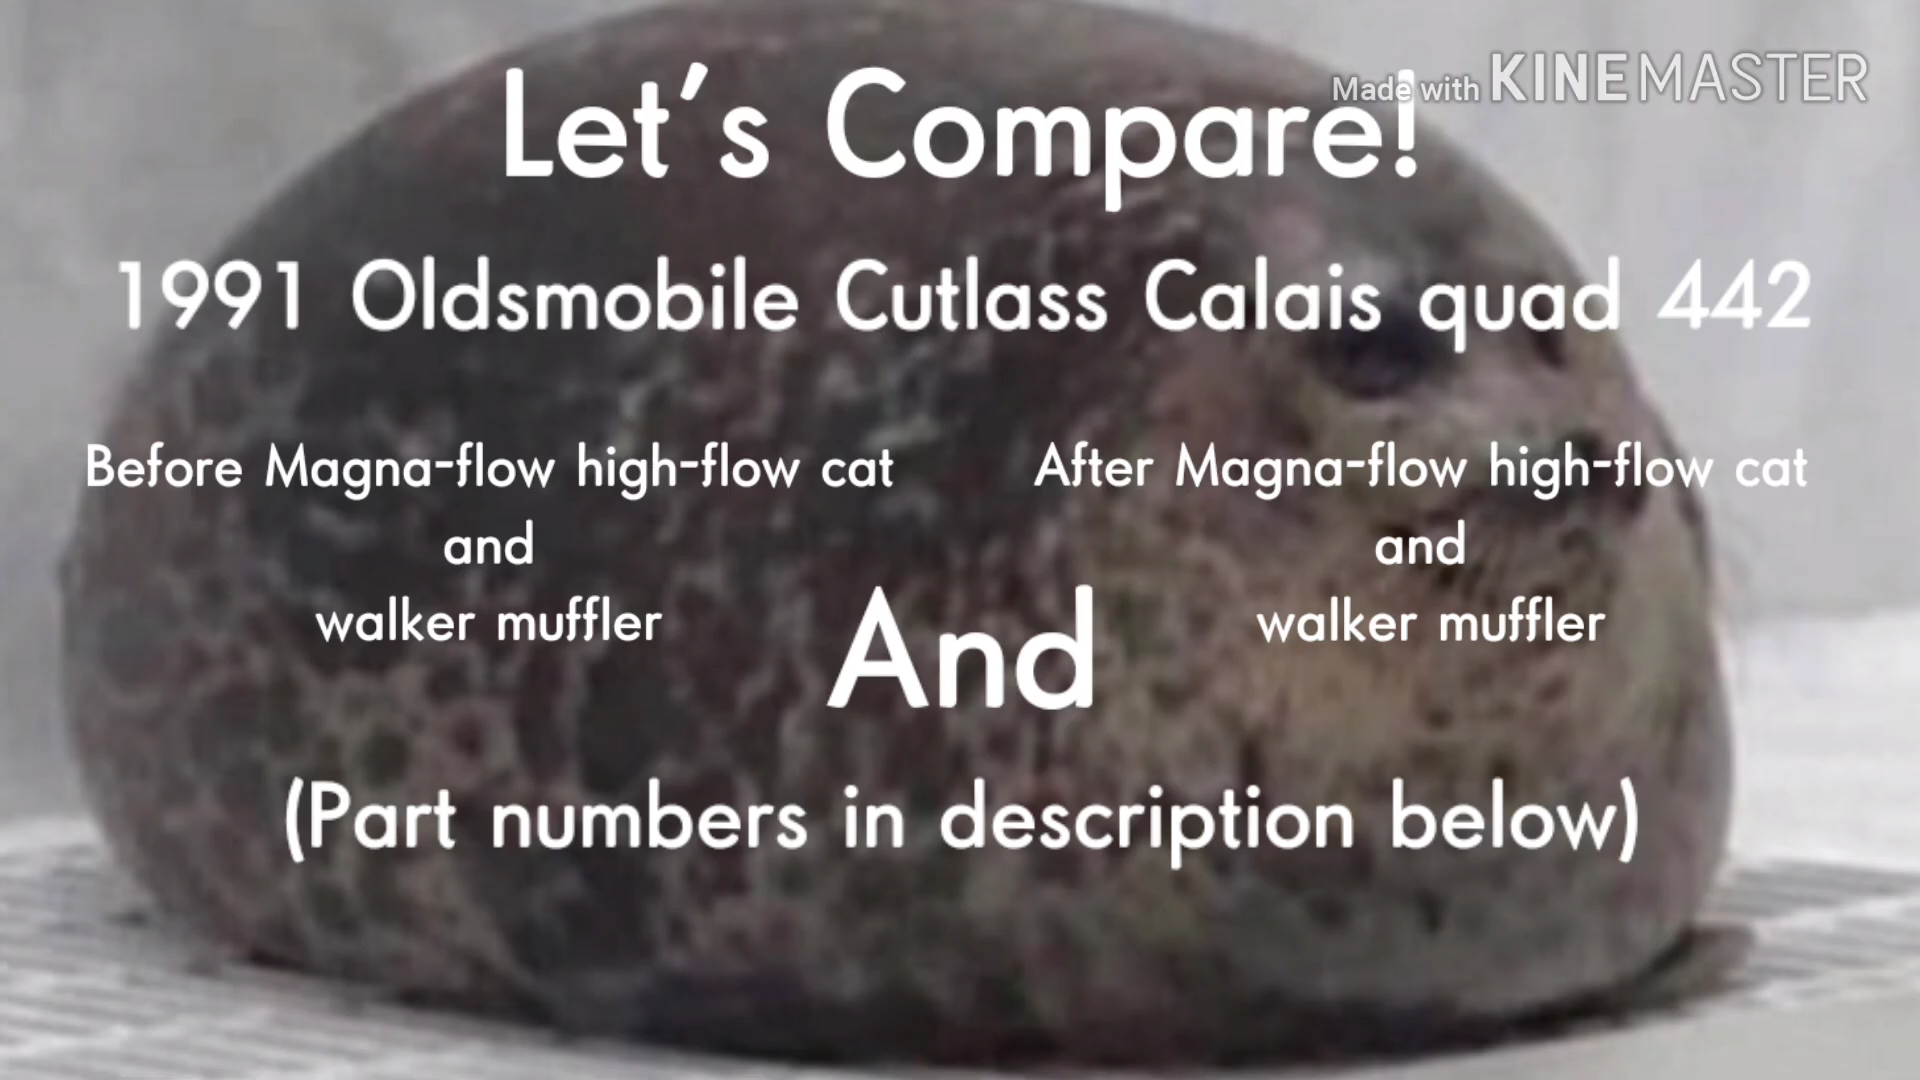 Made with KINEMASTER
Let's Compare!
1991 Oldsmobile Cutlass Calais quad 442
Before Magna-flow high-flow cat
and
walker muffler
And
After Magna-flow high-flow cat
and
walker muffler
(Part numbers in description below)